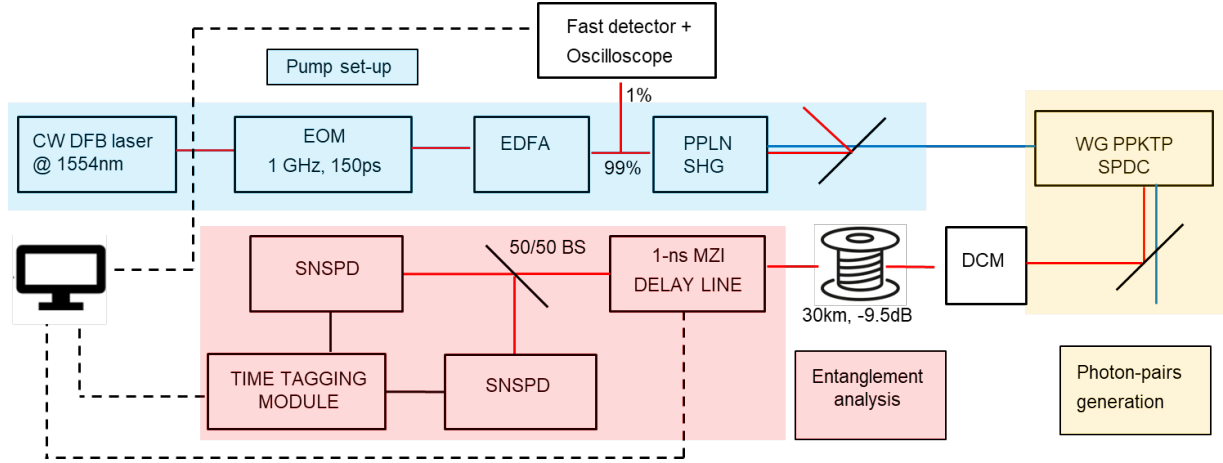 Fast detector +
Oscilloscope
Pump set-up
1%
CW DFB laser
@ 1554nm
EOM
1 GHz, 150ps
EDFA
99%
PPLN
SHG
WG PPKTP
SPDC
50/50 BS
SNSPD
1-ns MZI
DELAY LINE
DCM
30km, -9.5dB
TIME TAGGING
MODULE
SNSPD
Entanglement
analysis
Photon-pairs
generation